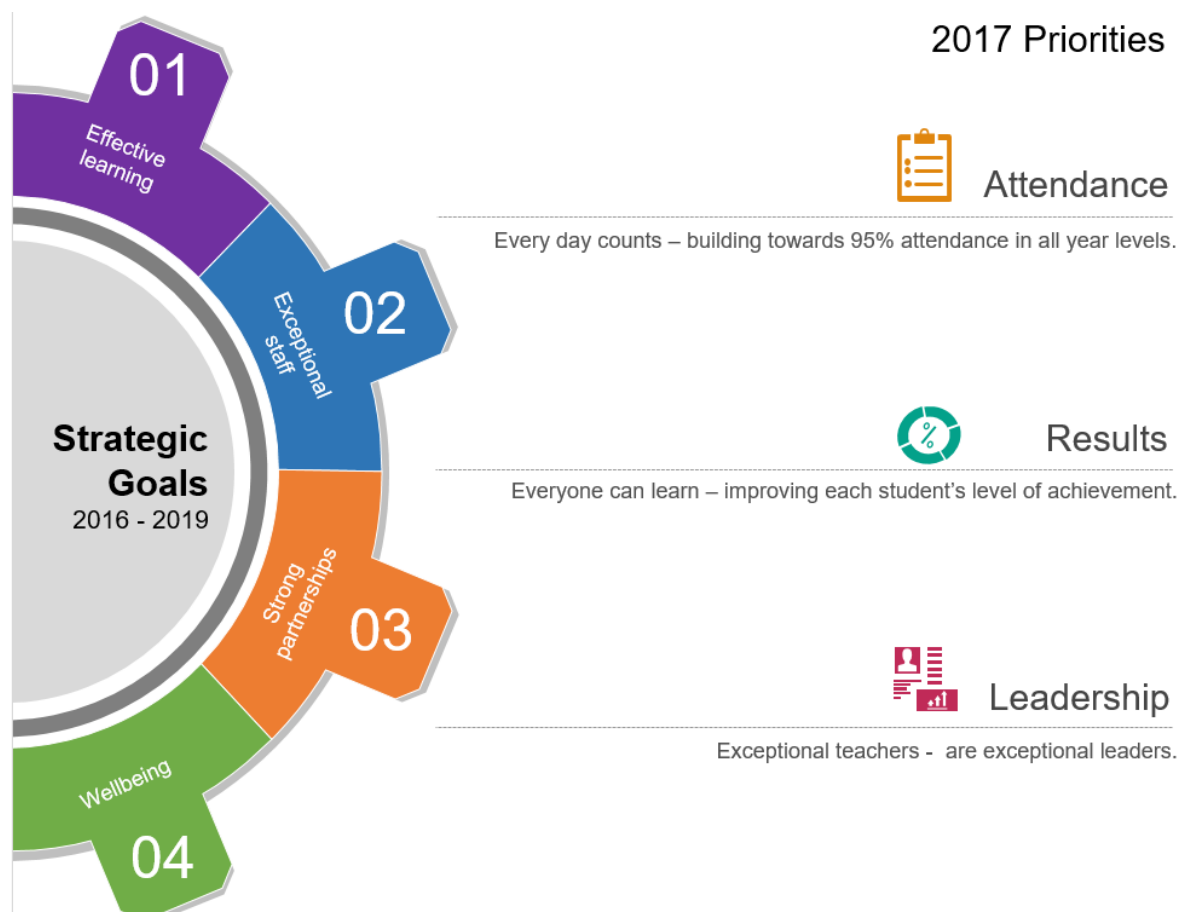 01
Effective
learning
02
Exceptional
staff
Strategic
Goals
2016 - 2019
Strong
partnerships
03
Wellbeing
04
2017 Priorities
Attendance
Every day counts – building towards 95% attendance in all year levels.
%
Results
Everyone can learn – improving each student's level of achievement.
Leadership
Exceptional teachers -  are exceptional leaders.